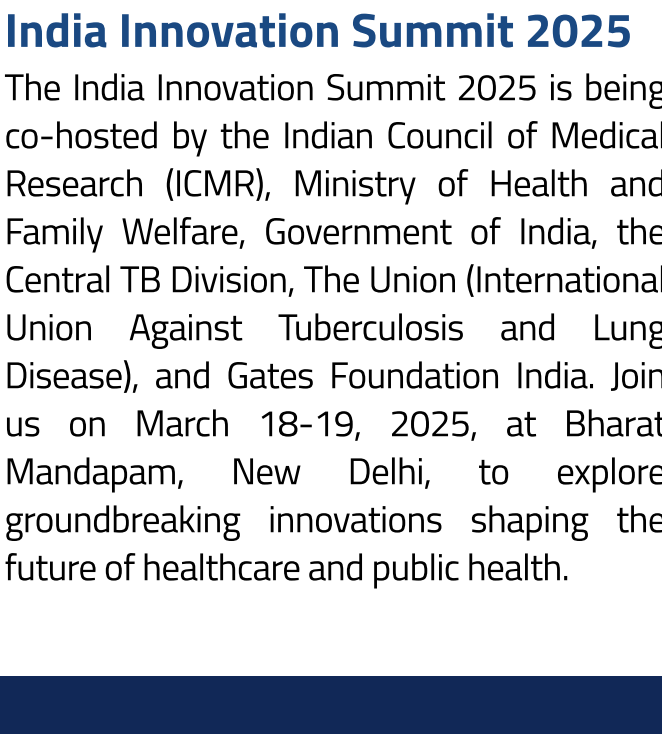 India Innovation Summit 2025
The India Innovation Summit 2025 is being
co-hosted by the Indian Council of Medical
Research (ICMR), Ministry of Health and
Family Welfare, Government of India, the
Central TB Division, The Union (International
Union Against Tuberculosis and Lung
Disease), and Gates Foundation India. Join
us on March 18-19, 2025, at Bharat
Mandapam, New Delhi, to explore
groundbreaking innovations shaping the
future of healthcare and public health.